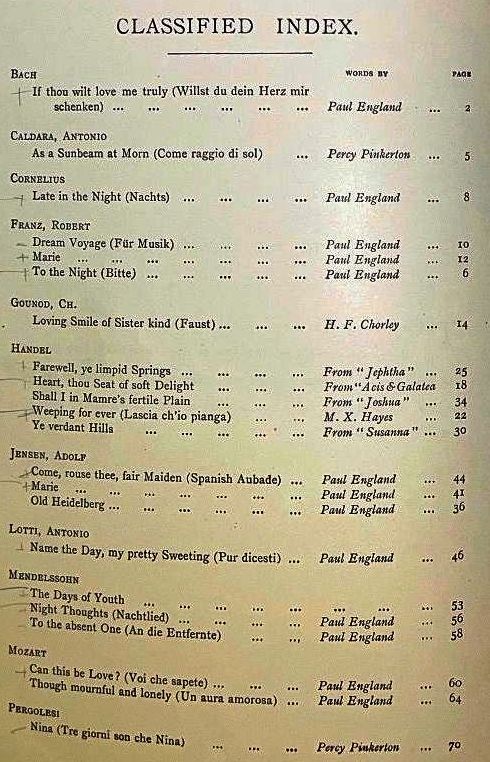 CLASSIFIED INDEX.
BACH WORDS BY PAGE
If thou wilt love me truly (Willst du dein Herz mir
schenken) ... ... ... ... ... ... Paul England ... 2
CALDARA, ANTONIO
As a Sunbeam at Morn (Come raggio di sol) ... Percy Pinkerton ... 5
CORNELIUS
Late in the Night (Nachts) ... ... ... ... Paul England ... 8
FRANZ, ROBERT
Dream Voyage (Für Musik) ... ... ... ... Paul England ... 10
Marie ... ... ... ... ... ... ... Paul England ... 12
To the Night (Bitte) ... ... ... ... ... Paul England ... 6
GOUNOD, CH.
Loving Smile of Sister kind (Faust) ... ... ... H. F. Chorley ... 14
HANDEL
Farewell, ye limpid Springs ... ... ... ... From "Jephtha" ... 25
Heart, thou Seat of soft Delight ... ... ... From "Acis & Galatea 18
Shall I in Mamre's fertile Plain ... ... ... From "Joshua" ... 34
Weeping for ever (Lascia ch'io pianga) ... ... M. X. Hayes ... 22
Ye verdant Hills ... ... ... ... ... From "Susanna" ... 30
JENSEN, ADOLF
Come, rouse thee, fair Maiden (Spanish Aubade) ... Paul England ... 44
Marie ... ... ... ... ... ... ... Paul England ... 41
Old Heidelberg ... ... ... ... ... ... Paul England ... 36
LOTTI, ANTONIO
Name the Day, my pretty Sweeting (Pur dicesti) ... Paul England ... 46
MENDELSSOHN
The Days of Youth ... ... ... ... ... ... ... ... 53
Night Thoughts (Nachtlied) ... ... ... ... Paul England ... 56
To the absent One (An die Entfernte) ... ... Paul England ... 58
MOZART
Can this be Love? (Voi che sapete) ... ... ... Paul England ... 60
Though mournful and lonely (Un aura amorosa) ... Paul England ... 64
PERGOLESI
Nina (Tre giorni son che Nina) ... ... ... Percy Pinkerton ... 70